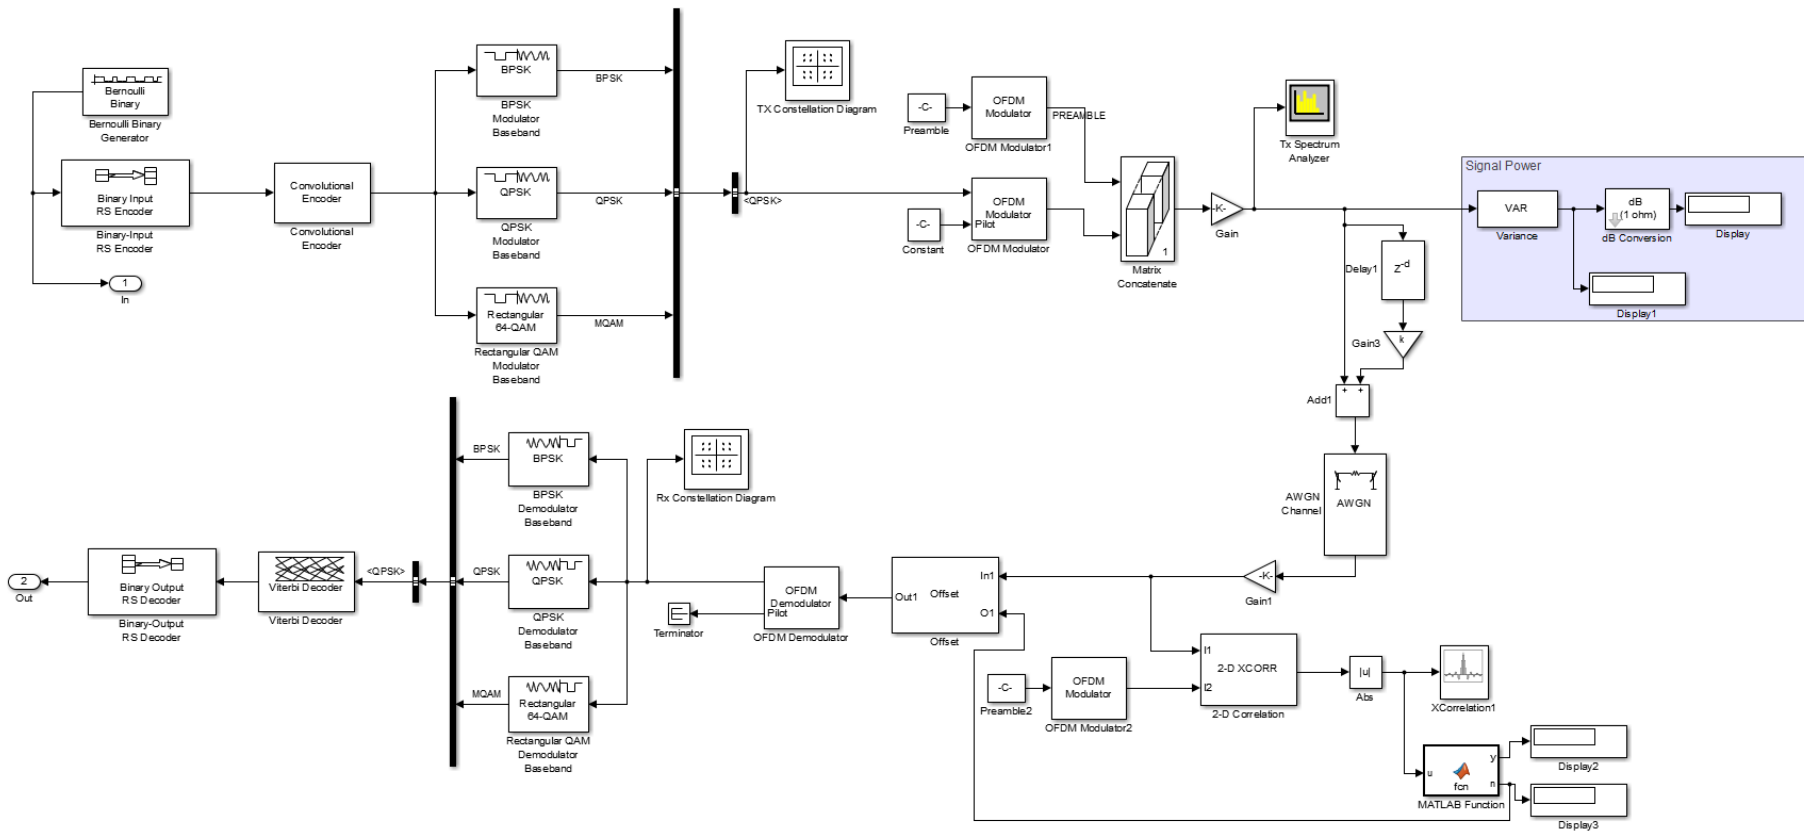 Bernoulli
Binary
Bernoulli Binary
Generator
Binary Input
RS Encoder
Binary-Input
RS Encoder
1
In
Convolutional
Encoder
Convolutional
Encoder
BPSK
BPSK
Modulator
Baseband
BPSK
QPSK
QPSK
Modulator
Baseband
QPSK
Rectangular
64-QAM
Rectangular QAM
Modulator
Baseband
MQAM
<QPSK>
TX Constellation Diagram
-C-
Preamble
OFDM
Modulator
OFDM Modulator1
PREAMBLE
-C-
Constant
OFDM
Modulator
Pilot
OFDM Modulator
1
Matrix
Concatenate
-K-
Gain
Tx Spectrum
Analyzer
Signal Power
VAR
Variance
dB
(1 ohm)
dB Conversion
Display
Display1
Delay1
Z-d
Gain3
k
Add1
+ +
AWGN
Channel
AWGN
-K-
Gain1
In1
O1
Offset
Out1
Offset
-C-
Preamble2
OFDM
Modulator
OFDM Modulator2
I1
I2
2-D XCORR
2-D Correlation
|u|
Abs
XCorrelation1
u
y
n
fcn
MATLAB Function
Display2
Display3
OFDM
Demodulator
Pilot
OFDM Demodulator
Terminator
Rx Constellation Diagram
BPSK
BPSK
Demodulator
Baseband
BPSK
QPSK
QPSK
Demodulator
Baseband
QPSK
Rectangular
64-QAM
Rectangular QAM
Demodulator
Baseband
MQAM
<QPSK>
Viterbi Decoder
Viterbi Decoder
Binary Output
RS Decoder
Binary-Output
RS Decoder
2
Out